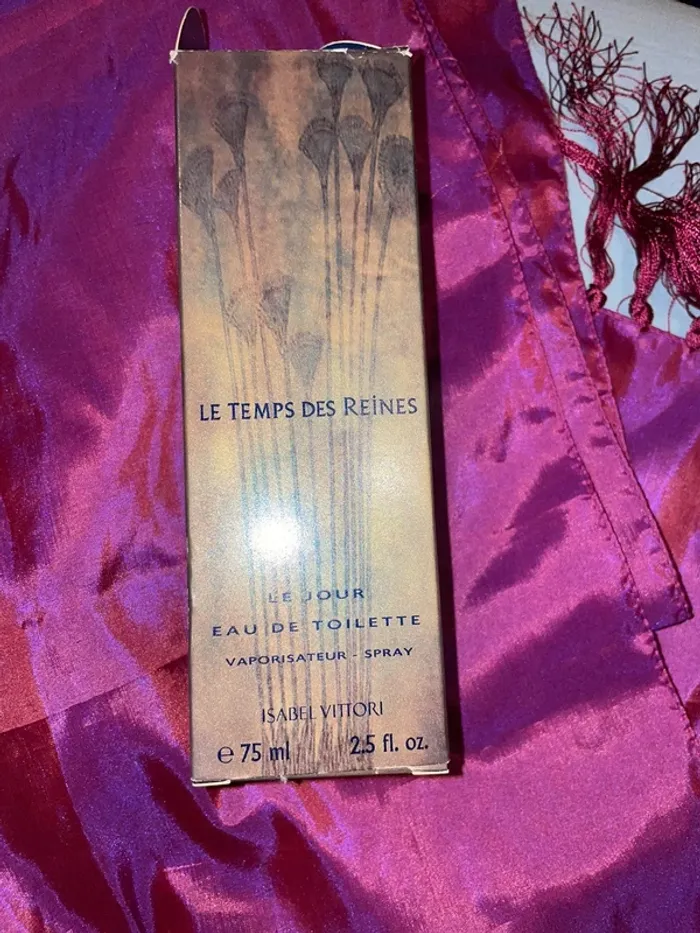 LE TEMPS DES REINES
LE JOUR
EAU DE TOILETTE
VAPORISATEUR - SPRAY
ISABEL VITTORI
℮ 75 ml 2.5 fl. oz.